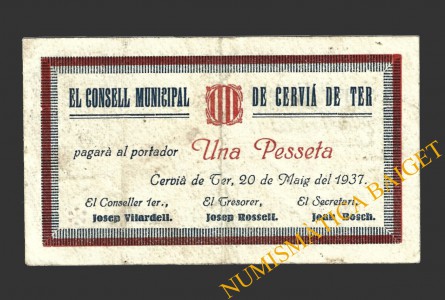 EL CONSELL MUNICIPAL DE CERVIÁ DE TER
pagarà al portador Una Pesseta
Cervià de Ter, 20 de Maig del 1937.
El Conseller 1er., El Tresorer, El Secretari,
Josep Vilardell. Josep Rossell. Joan Bosch.
NUMISMATICA BAIGET